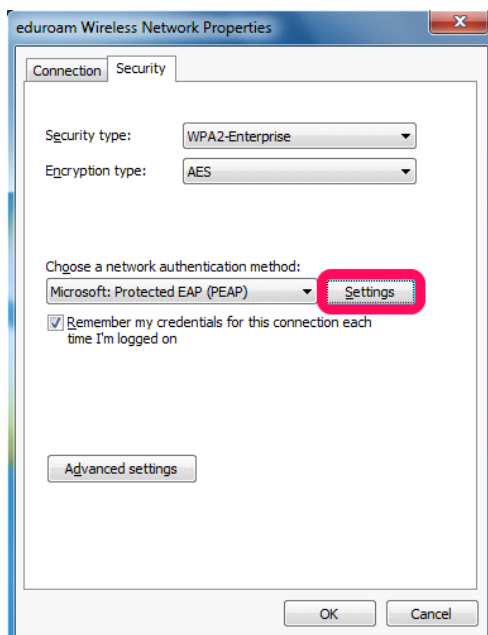 eduroam Wireless Network Properties
Connection Security
Security type: WPA2-Enterprise
Encryption type: AES
Choose a network authentication method:
Microsoft: Protected EAP (PEAP) Settings
Remember my credentials for this connection each
time I'm logged on
Advanced settings
OK Cancel